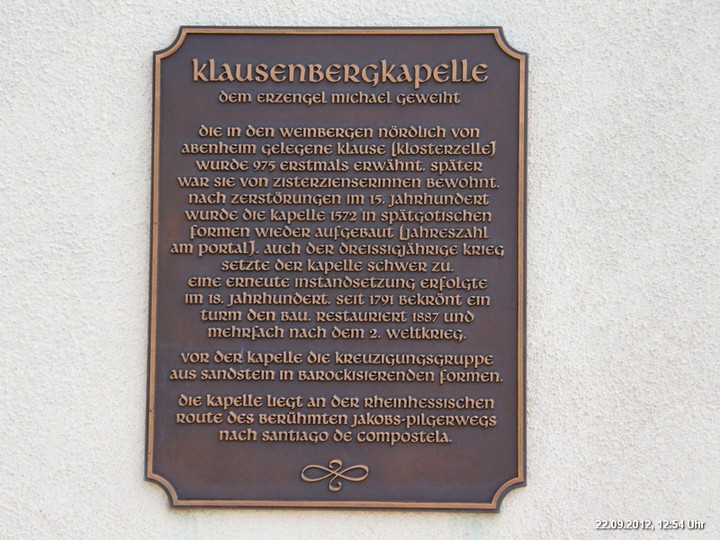 Klausenbergkapelle
dem Erzengel Michael geweiht
Die in den Weinbergen nördlich von
Abenheim gelegene Klause (Klosterzelle)
wurde 975 erstmals erwähnt. Später
war sie von Zisterzienserinnen bewohnt.
Nach Zerstörungen im 15. Jahrhundert
wurde die Kapelle 1572 in spätgotischen
Formen wieder aufgebaut (Jahreszahl
am Portal). Auch der Dreissigjährige Krieg
setzte der Kapelle schwer zu.
Eine erneute Instandsetzung erfolgte
im 18. Jahrhundert. Seit 1791 bekrönt ein
Turm den Bau. Restauriert 1887 und
mehrfach nach dem 2. Weltkrieg.
Vor der Kapelle die Kreuzigungsgruppe
aus Sandstein in barockisierenden Formen.
Die Kapelle liegt an der rheinhessischen
Route des berühmten Jakobs-Pilgerwegs
nach Santiago de Compostela.
22.09.2012, 12:54 Uhr